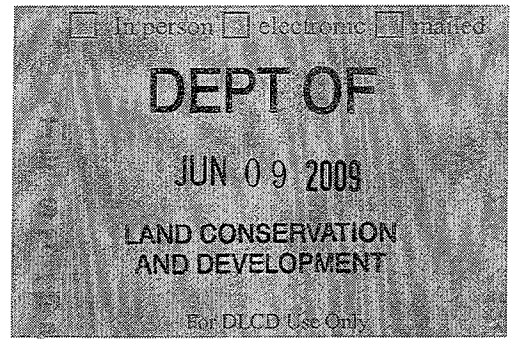 ☐ In person ☐ electronic ☐ mailed
DEPT OF
JUN 09 2009
LAND CONSERVATION
AND DEVELOPMENT
For DLCD Use Only